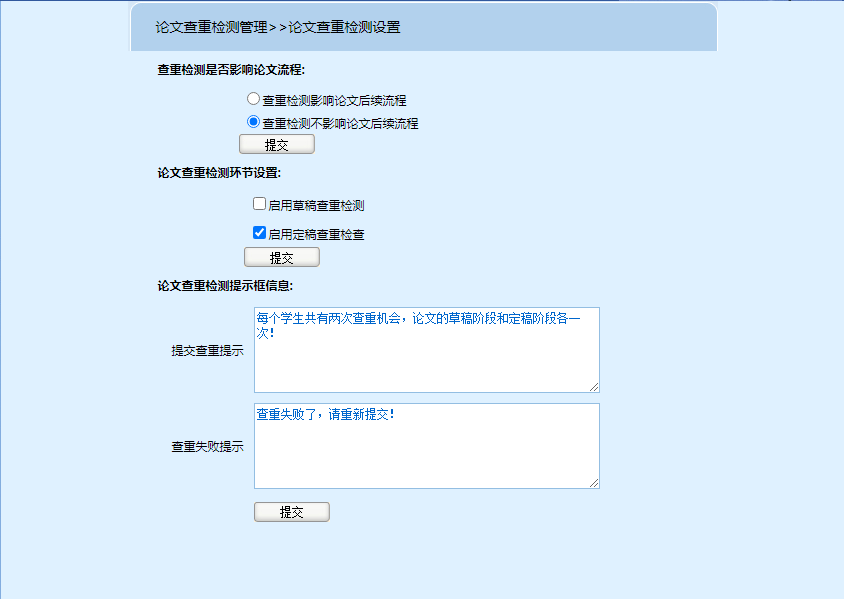 论文查重检测管理>>论文查重检测设置
查重检测是否影响论文流程:
查重检测影响论文后续流程
查重检测不影响论文后续流程
提交
论文查重检测环节设置:
启用草稿查重检测
启用定稿查重检查
提交
论文查重检测提示框信息:
提交查重提示
每个学生共有两次查重机会，论文的草稿阶段和定稿阶段各一
次！
查重失败提示
查重失败了，请重新提交！
提交